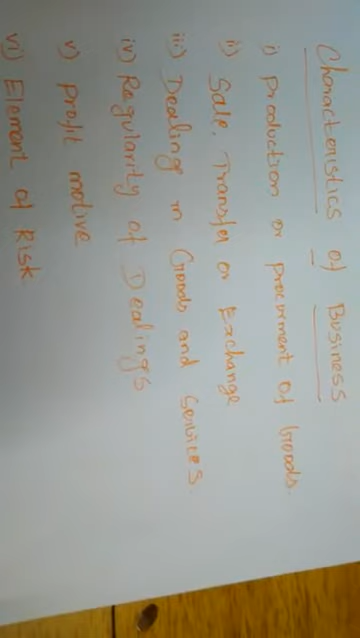 Characteristics of Business
i) Production or procurement of Goods.
ii) Sale, Transfer or Exchange
iii) Dealing in Goods and Services.
iv) Regularity of Dealings
v) Profit motive
vi) Element of Risk